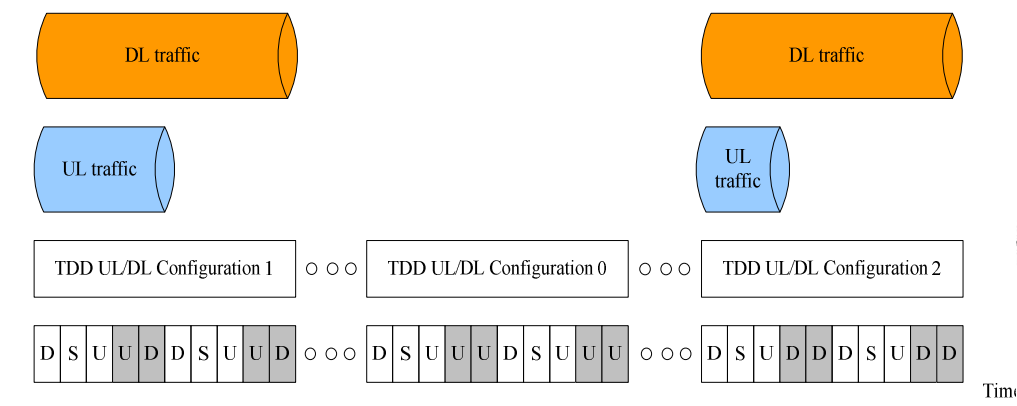 DL traffic
DL traffic
UL traffic
UL
traffic
TDD UL/DL Configuration 1
TDD UL/DL Configuration 0
TDD UL/DL Configuration 2
D S U U D D S U U D
D S U U U D S U U U
D S U D D D S U D D
Time